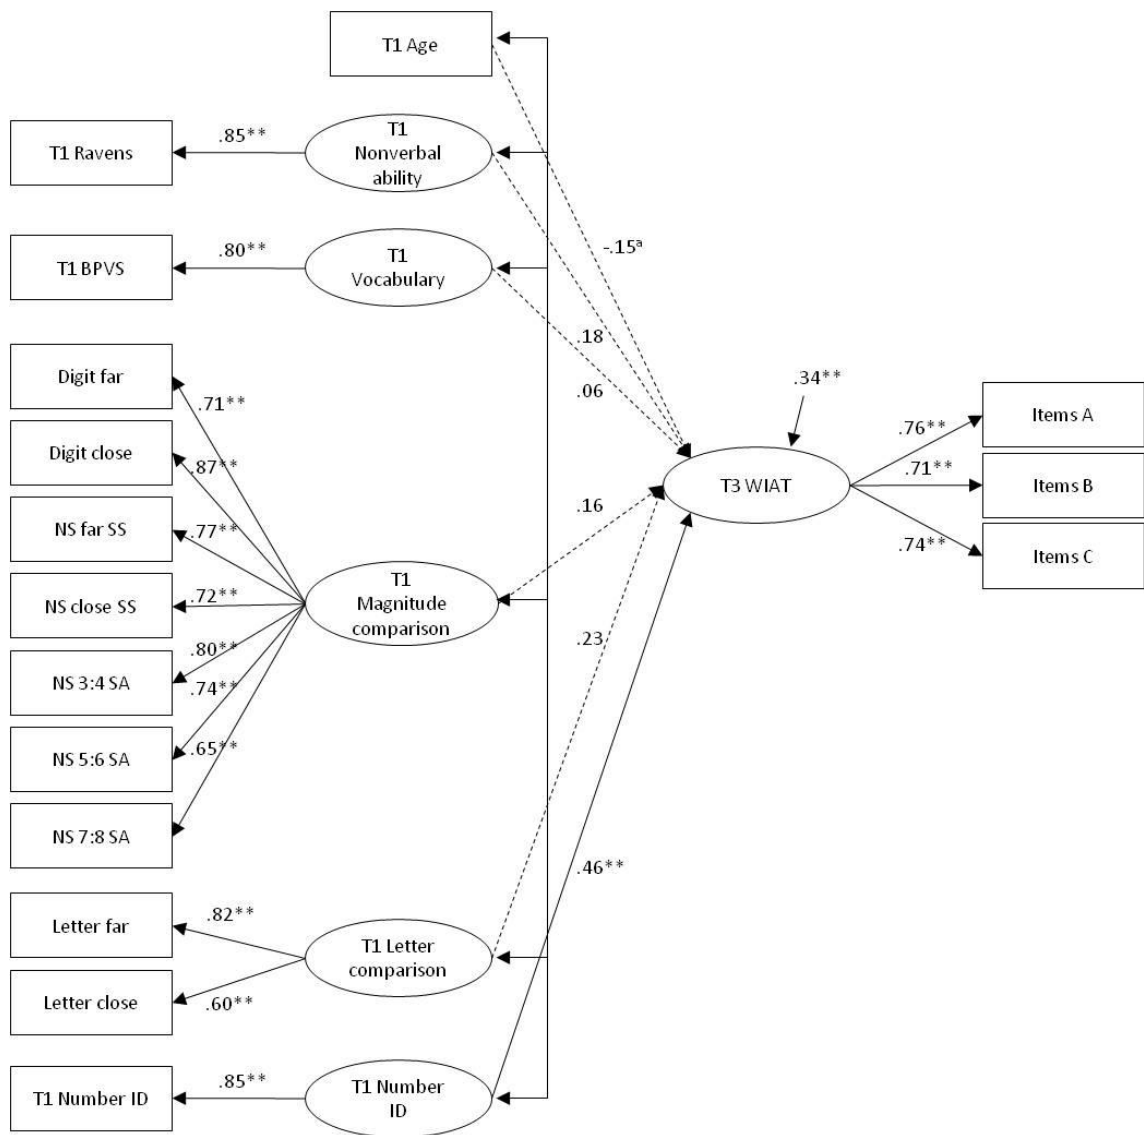 T1 Age
T1 Ravens
.85**
T1
Nonverbal
ability
T1 BPVS
.80**
T1
Vocabulary
-.15ª
.18
.06
Digit far
.71**
Digit close
.87**
NS far SS
.77**
NS close SS
.72**
NS 3:4 SA
.80**
NS 5:6 SA
.74**
NS 7:8 SA
.65**
T1
Magnitude
comparison
.16
.34**
T3 WIAT
.76**
Items A
.71**
Items B
.74**
Items C
.23
.46**
Letter far
.82**
Letter close
.60**
T1 Letter
comparison
T1 Number ID
.85**
T1 Number
ID